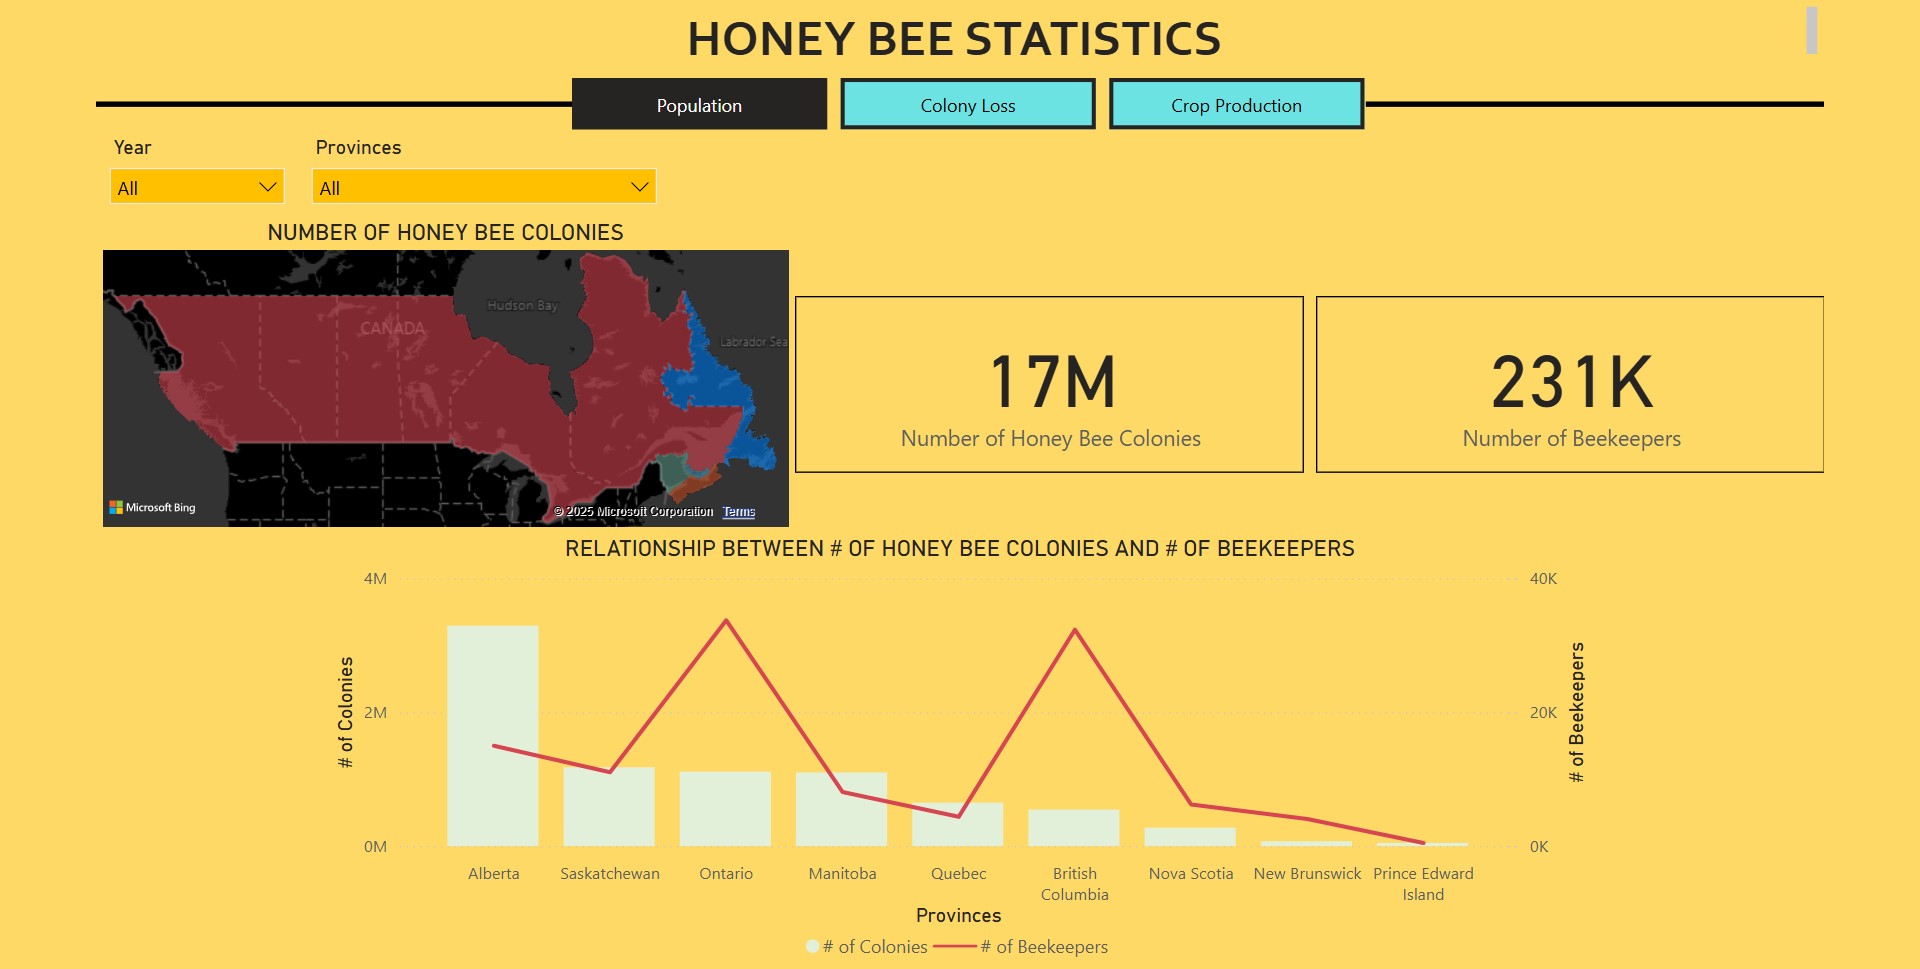 HONEY BEE STATISTICS
Population
Colony Loss
Crop Production
Year
Provinces
All
All
NUMBER OF HONEY BEE COLONIES
Hudson Bay
CANADA
Labrador Sea
Microsoft Bing
© 2025 Microsoft Corporation Terms
17M
Number of Honey Bee Colonies
231K
Number of Beekeepers
RELATIONSHIP BETWEEN # OF HONEY BEE COLONIES AND # OF BEEKEEPERS
4M
2M
0M
# of Colonies
40K
20K
0K
# of Beekeepers
Alberta
Saskatchewan
Ontario
Manitoba
Quebec
British
Columbia
Nova Scotia
New Brunswick
Prince Edward
Island
Provinces
# of Colonies
# of Beekeepers